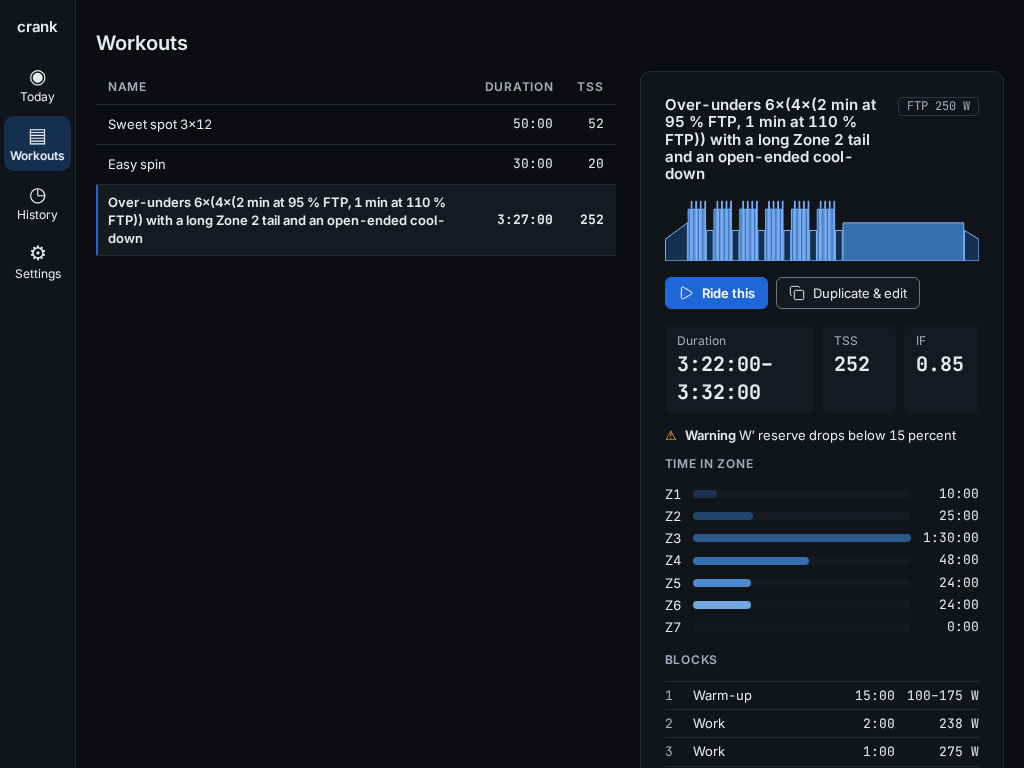 crank
Today
Workouts
History
Settings
Workouts
NAME DURATION TSS
Sweet spot 3×12 50:00 52
Easy spin 30:00 20
Over-unders 6×(4×(2 min at 95 % FTP, 1 min at 110 %
FTP)) with a long Zone 2 tail and an open-ended cool-
down
3:27:00 252
Over-unders 6×(4×(2 min at
95 % FTP, 1 min at 110 %
FTP)) with a long Zone 2 tail
and an open-ended cool-
down
FTP 250 W
Ride this
Duplicate & edit
Duration
3:22:00–
3:32:00
TSS
252
IF
0.85
⚠ Warning W′ reserve drops below 15 percent
TIME IN ZONE
Z1 10:00
Z2 25:00
Z3 1:30:00
Z4 48:00
Z5 24:00
Z6 24:00
Z7 0:00
BLOCKS
1 Warm-up 15:00 100–175 W
2 Work 2:00 238 W
3 Work 1:00 275 W